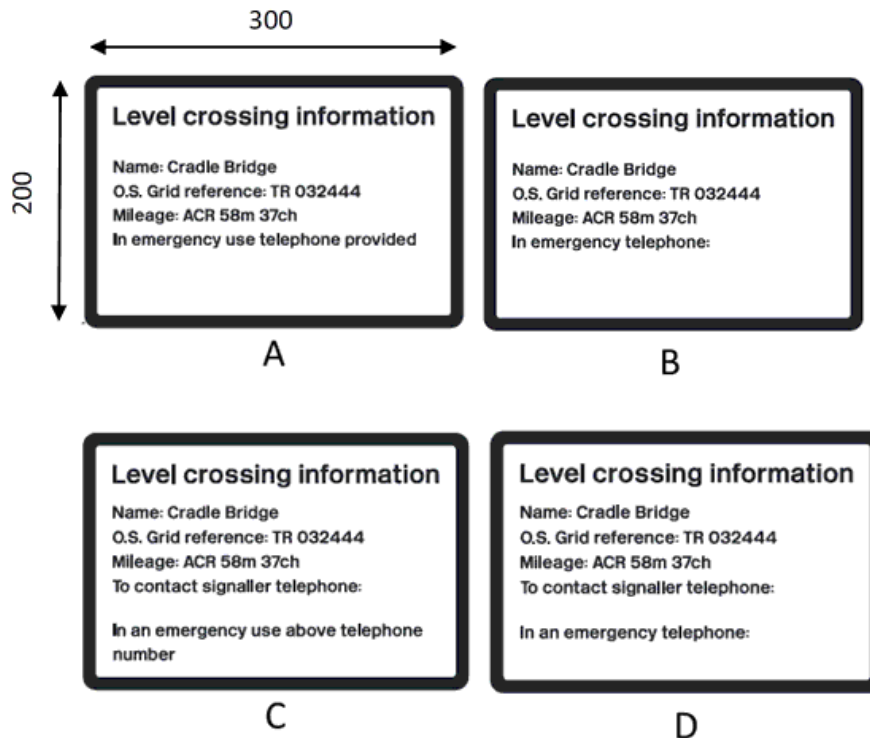 300
200
Level crossing information
Name: Cradle Bridge
O.S. Grid reference: TR 032444
Mileage: ACR 58m 37ch
In emergency use telephone provided
A
Level crossing information
Name: Cradle Bridge
O.S. Grid reference: TR 032444
Mileage: ACR 58m 37ch
In emergency telephone:
B
Level crossing information
Name: Cradle Bridge
O.S. Grid reference: TR 032444
Mileage: ACR 58m 37ch
To contact signaller telephone:
In an emergency use above telephone
number
C
Level crossing information
Name: Cradle Bridge
O.S. Grid reference: TR 032444
Mileage: ACR 58m 37ch
To contact signaller telephone:
In an emergency telephone:
D